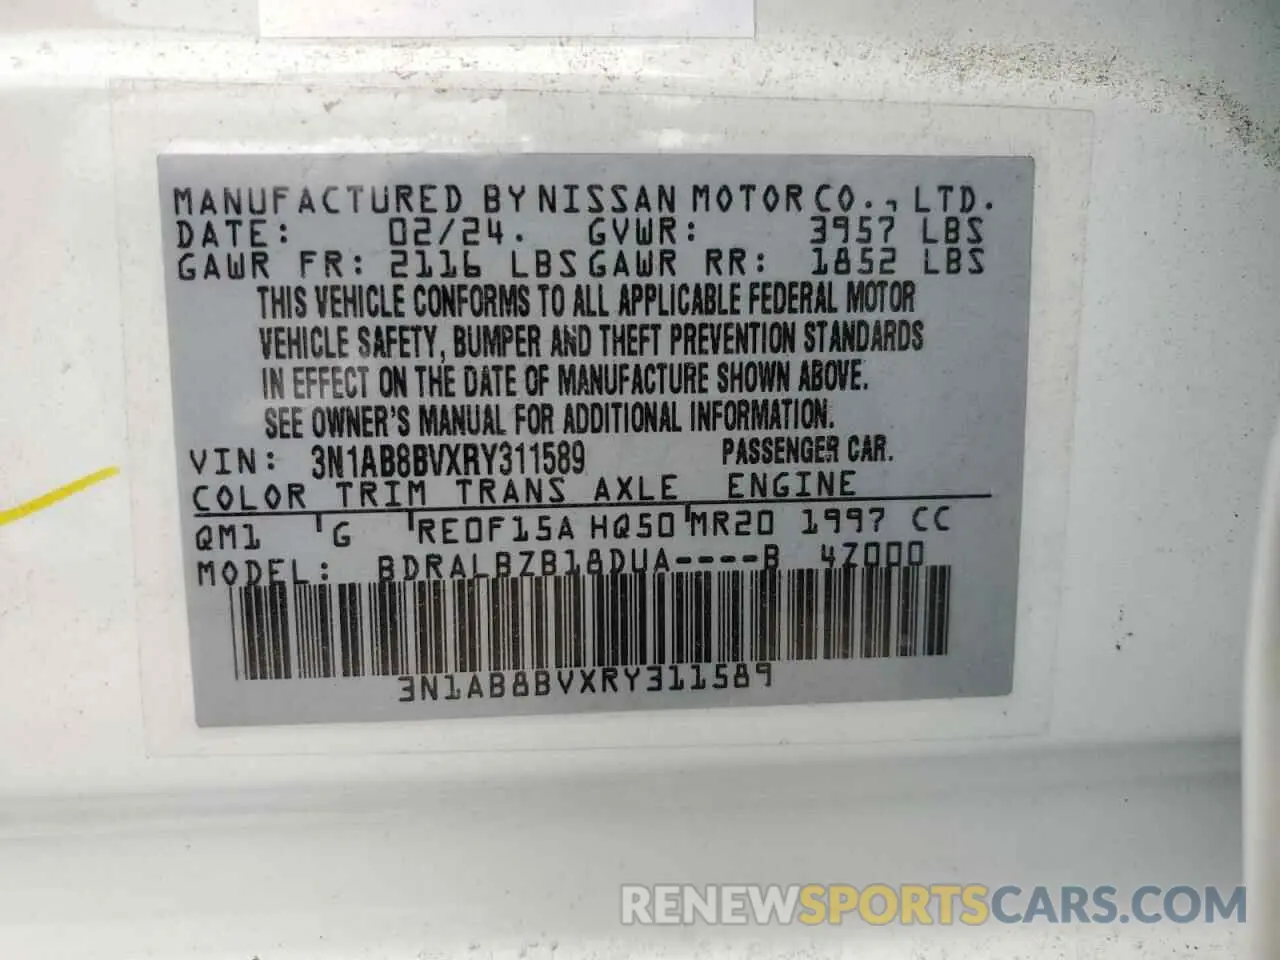 MANUFACTURED BY NISSAN MOTOR CO., LTD.
DATE: 02/24. GVWR: 3957 LBS
GAWR FR: 2116 LBS GAWR RR: 1852 LBS
THIS VEHICLE CONFORMS TO ALL APPLICABLE FEDERAL MOTOR
VEHICLE SAFETY, BUMPER AND THEFT PREVENTION STANDARDS
IN EFFECT ON THE DATE OF MANUFACTURE SHOWN ABOVE.
SEE OWNER'S MANUAL FOR ADDITIONAL INFORMATION.
VIN: 3N1AB8BVXRY311589 PASSENGER CAR.
COLOR TRIM TRANS AXLE ENGINE
QM1 G RE0F15A HQ50 MR20 1997 CC
MODEL: BDRALBZB18DUA----B 4Z000
3N1AB8BVXRY311589
RENEWSPORTSCARS.COM